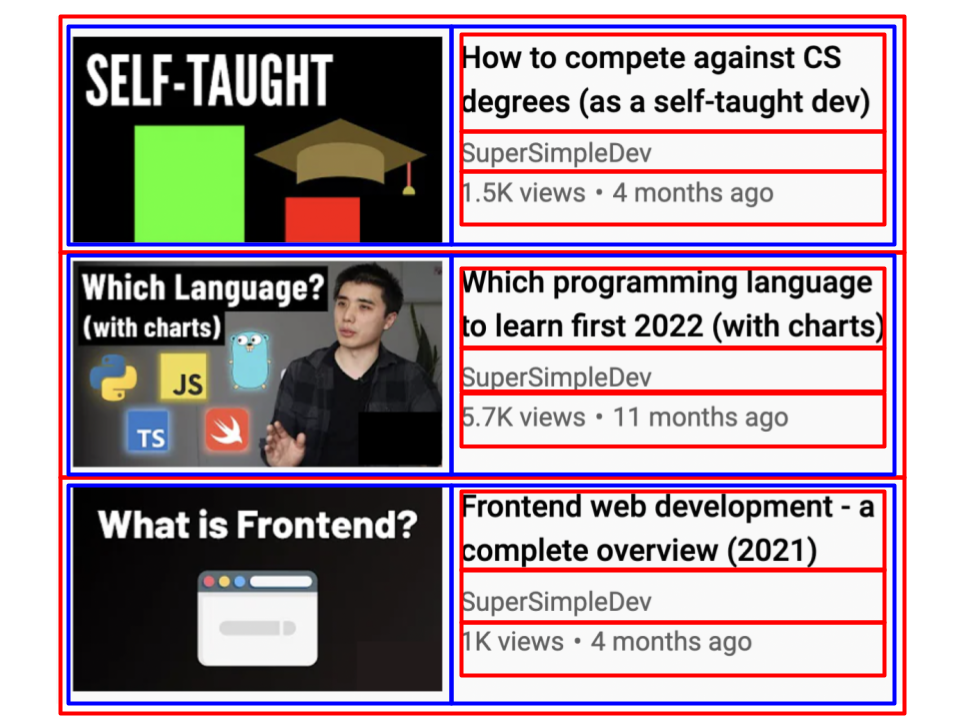 SELF-TAUGHT
How to compete against CS
degrees (as a self-taught dev)
SuperSimpleDev
1.5K views • 4 months ago
Which Language?
(with charts)
JS
TS
Which programming language
to learn first 2022 (with charts)
SuperSimpleDev
5.7K views • 11 months ago
What is Frontend?
Frontend web development - a
complete overview (2021)
SuperSimpleDev
1K views • 4 months ago